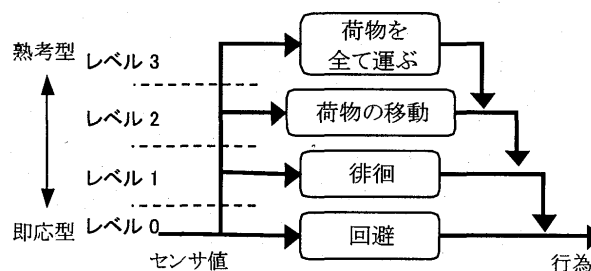 熟考型
レベル 3
荷物を
全て運ぶ
レベル 2
荷物の移動
レベル 1
徘徊
即応型
レベル 0
回避
センサ値
行為